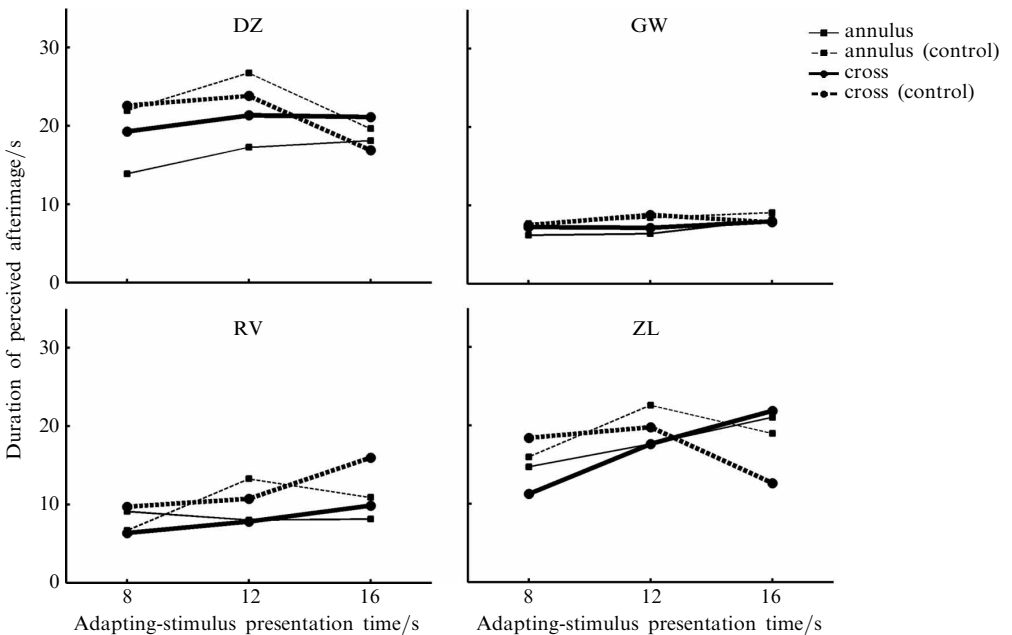 DZ
GW
annulus
annulus (control)
cross
cross (control)
30
20
10
0
Duration of perceived afterimage/s
RV
ZL
30
20
10
0
8 12 16
8 12 16
Adapting-stimulus presentation time/s
Adapting-stimulus presentation time/s